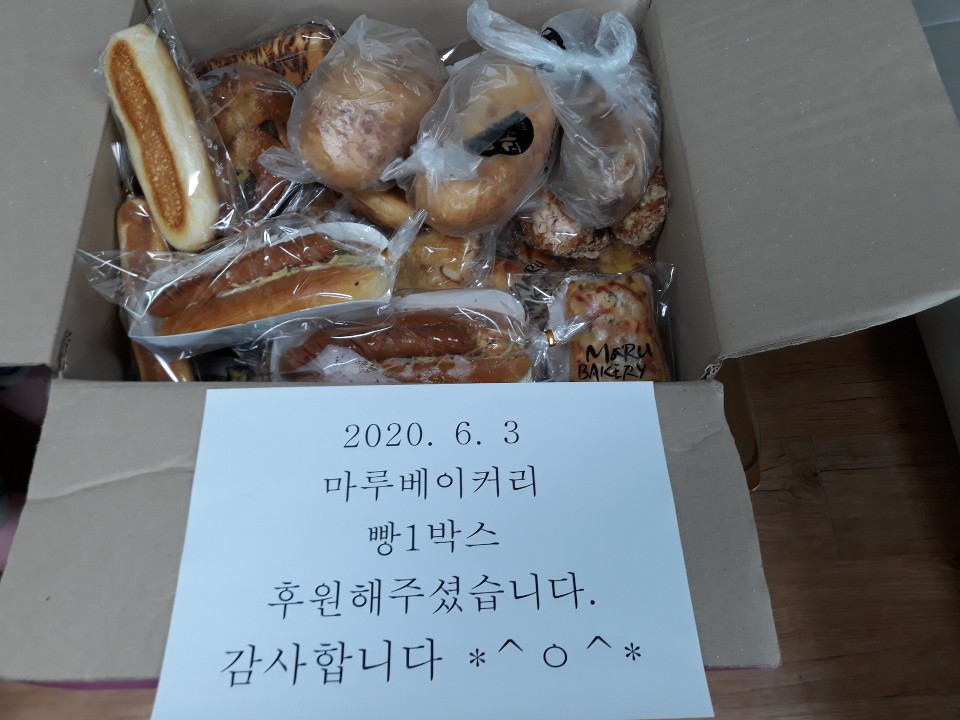 MaRU
BAKERY
2020. 6. 3
마루베이커리
빵1박스
후원해주셨습니다.
감사합니다 *^ㅇ^*